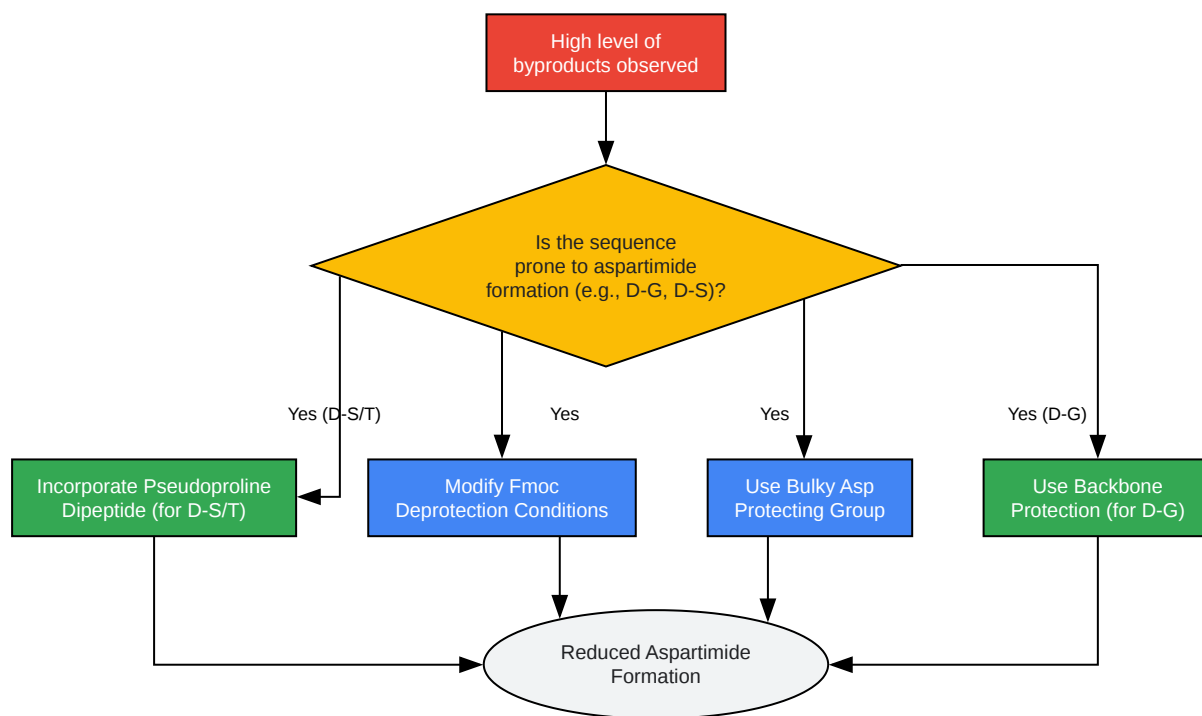 High level of
byproducts observed
Is the sequence
prone to aspartimide
formation (e.g., D-G, D-S)?
Yes (D-S/T)
Yes
Yes
Yes (D-G)
Incorporate Pseudoproline
Dipeptide (for D-S/T)
Modify Fmoc
Deprotection Conditions
Use Bulky Asp
Protecting Group
Use Backbone
Protection (for D-G)
Reduced Aspartimide
Formation